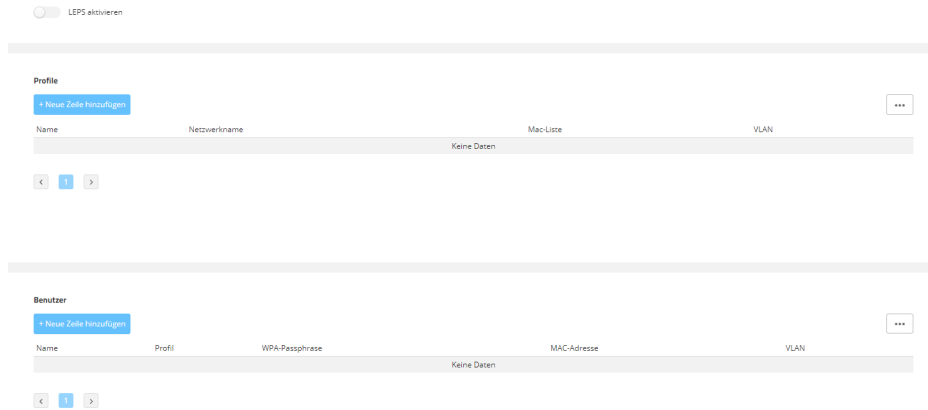 LEPS aktivieren
Profile
+ Neue Zeile hinzufügen
•••
Name Netzwerkname Mac-Liste VLAN
Keine Daten
< 1 >
Benutzer
+ Neue Zeile hinzufügen
•••
Name Profil WPA-Passphrase MAC-Adresse VLAN
Keine Daten
< 1 >